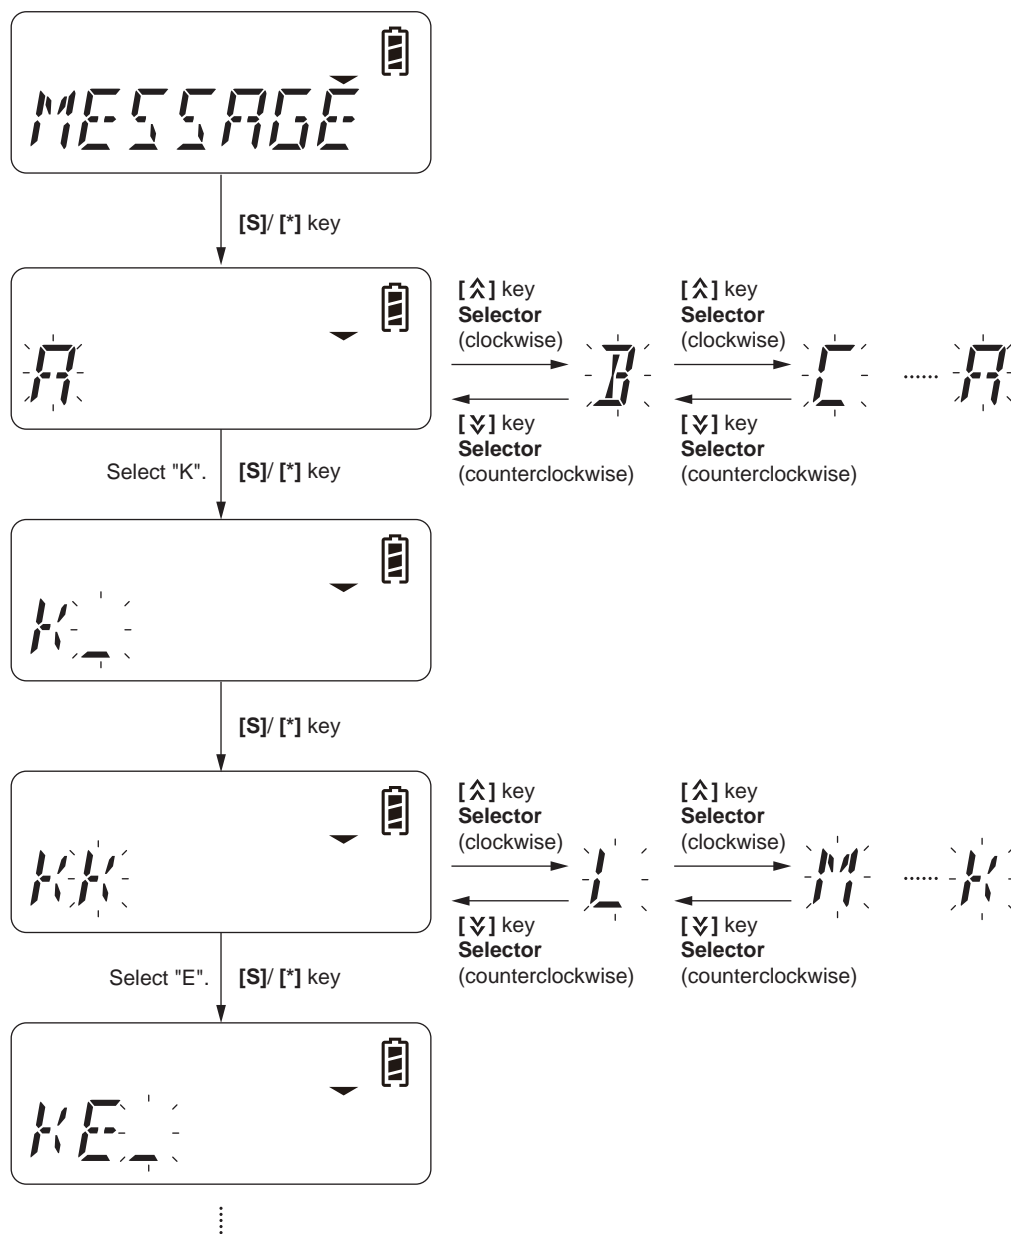 MESSAGE
[S]/ [*] key
A
[︽] key
Selector
(clockwise)
[︾] key
Selector
(counterclockwise)
B
[︽] key
Selector
(clockwise)
[︾] key
Selector
(counterclockwise)
C
......
A
Select "K".
[S]/ [*] key
K_
[S]/ [*] key
KK
[︽] key
Selector
(clockwise)
[︾] key
Selector
(counterclockwise)
L
[︽] key
Selector
(clockwise)
[︾] key
Selector
(counterclockwise)
M
......
K
Select "E".
[S]/ [*] key
KE_